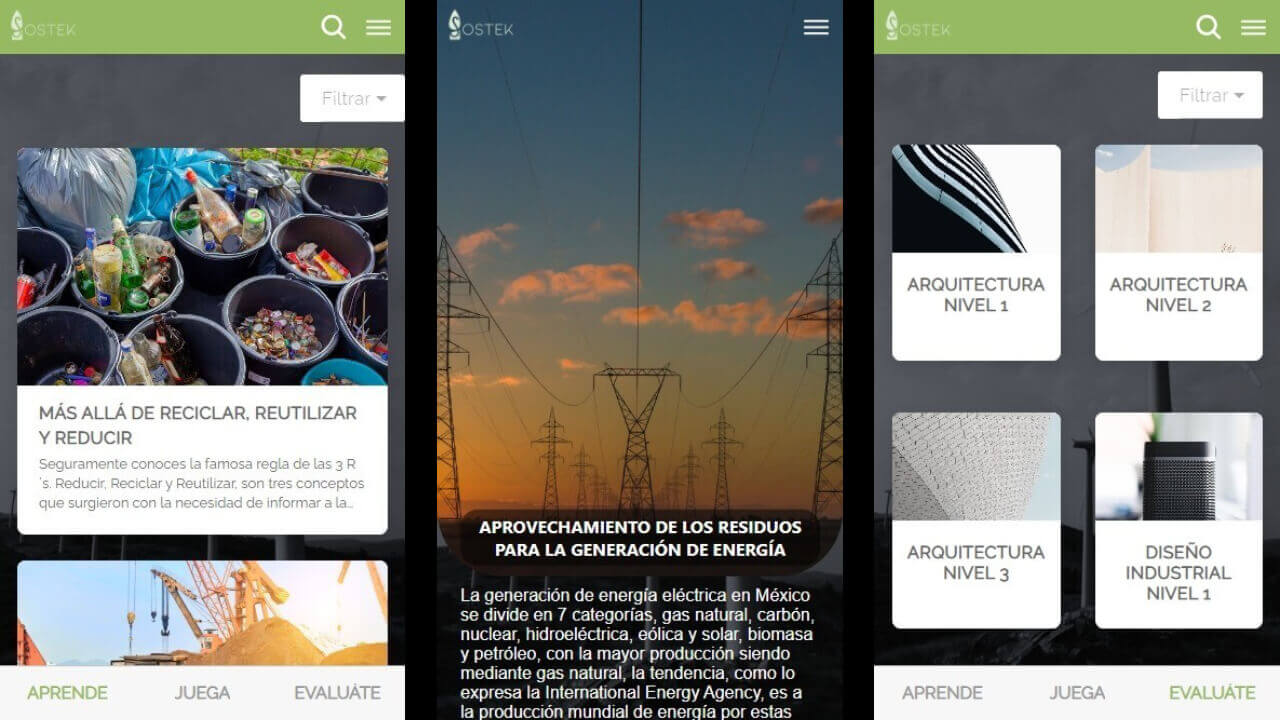 SOSTEK
Filtrar
MÁS ALLÁ DE RECICLAR, REUTILIZAR
Y REDUCIR
Seguramente conoces la famosa regla de las 3 R
´s. Reducir, Reciclar y Reutilizar, son tres conceptos
que surgieron con la necesidad de informar a la...
APRENDE JUEGA EVALUÁTE
SOSTEK
APROVECHAMIENTO DE LOS RESIDUOS
PARA LA GENERACIÓN DE ENERGÍA
La generación de energía eléctrica en México
se divide en 7 categorías, gas natural, carbón,
nuclear, hidroeléctrica, eólica y solar, biomasa
y petróleo, con la mayor producción siendo
mediante gas natural, la tendencia, como lo
expresa la International Energy Agency, es a
la producción mundial de energía por estas
SOSTEK
Filtrar
ARQUITECTURA
NIVEL 1
ARQUITECTURA
NIVEL 2
ARQUITECTURA
NIVEL 3
DISEÑO
INDUSTRIAL
NIVEL 1
APRENDE JUEGA EVALUÁTE